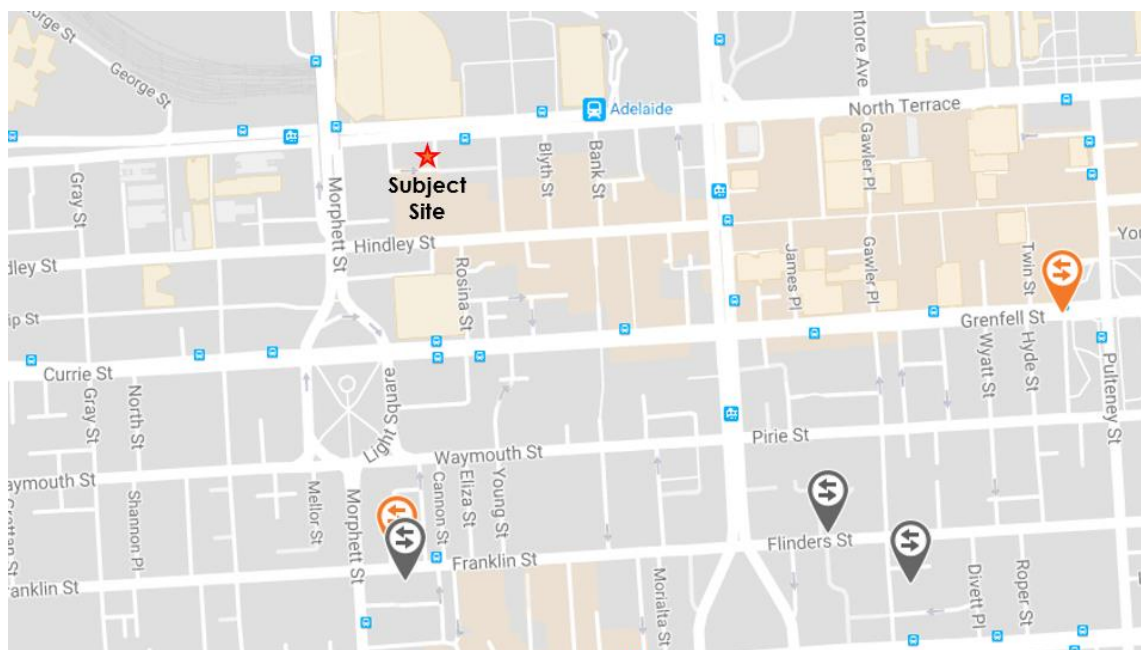 George St
George St
ntore Ave
North Terrace
Adelaide
Subject
Site
Gray St
Morphett St
Blyth St
Bank St
Gawler Pl
Hindley St
dley St
Rosina St
James Pl
Gawler Pl
Twin St
You
ip St
Grenfell St
Currie St
Wyatt St
Hyde St
Pulteney St
Gray St
North St
Light Square
Pirie St
Waymouth St
aymouth St
Mellor St
Morphett St
Cannon St
Eliza St
Young St
Shannon Pl
Grattan St
Franklin St
Flinders St
ranklin St
Morialta St
Divett Pl
Roper St